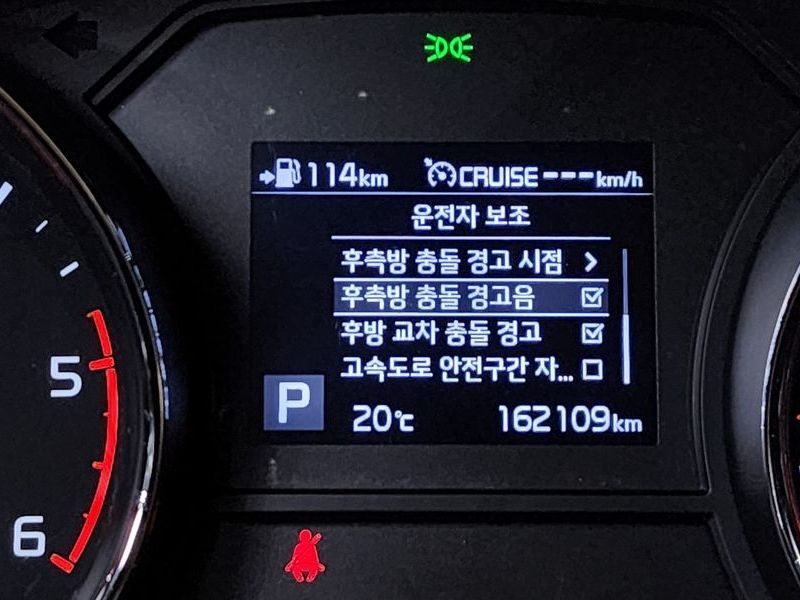 114km CRUISE---km/h
운전자 보조
후측방 충돌 경고 시점 >
후측방 충돌 경고음
후방 교차 충돌 경고
고속도로 안전구간 자...
P
20℃ 162109km
5
6